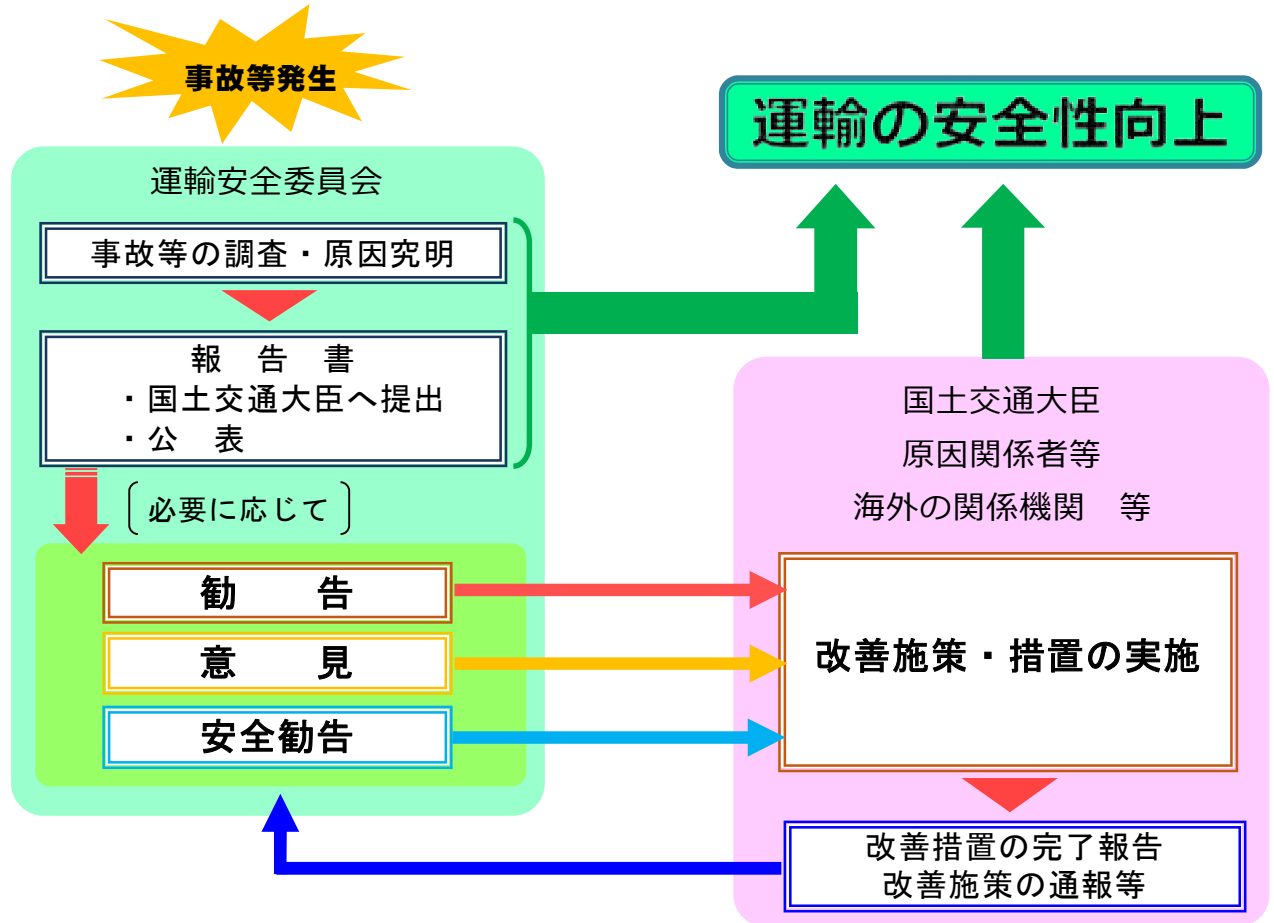 事故等発生
運輸の安全性向上
運輸安全委員会
事故等の調査・原因究明
報　告　書
・国土交通大臣へ提出
・公　表
〔必要に応じて〕
勧　　告
意　　見
安全勧告
国土交通大臣
原因関係者等
海外の関係機関　等
改善施策・措置の実施
改善措置の完了報告
改善施策の通報等